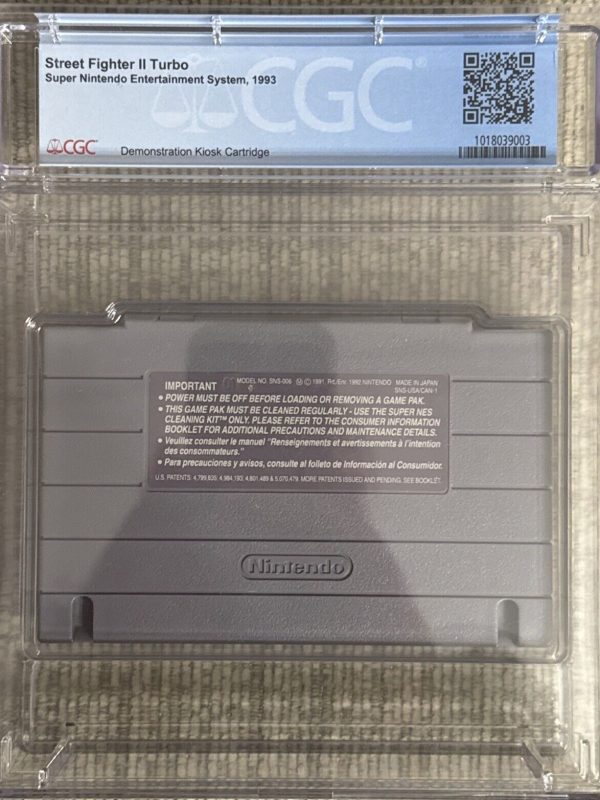 Street Fighter II Turbo
Super Nintendo Entertainment System, 1993
CGC
CGC
Demonstration Kiosk Cartridge
1018039003
IMPORTANT
MODEL NO. SNS-006 Ⓜ © 1991, Rd./Env. 1992 NINTENDO MADE IN JAPAN
SNS-USA/CAN-1
• POWER MUST BE OFF BEFORE LOADING OR REMOVING A GAME PAK.
• THIS GAME PAK MUST BE CLEANED REGULARLY - USE THE SUPER NES
CLEANING KIT™ ONLY. PLEASE REFER TO THE CONSUMER INFORMATION
BOOKLET FOR ADDITIONAL PRECAUTIONS AND MAINTENANCE DETAILS.
• Veuillez consulter le manuel "Renseignements et avertissements à l'intention
des consommateurs."
• Para precauciones y avisos, consulte al folleto de Información al Consumidor.
U.S. PATENTS: 4,799,635; 4,984,193; 4,801,489 & 5,070,479. MORE PATENTS ISSUED AND PENDING, SEE BOOKLET.
Nintendo